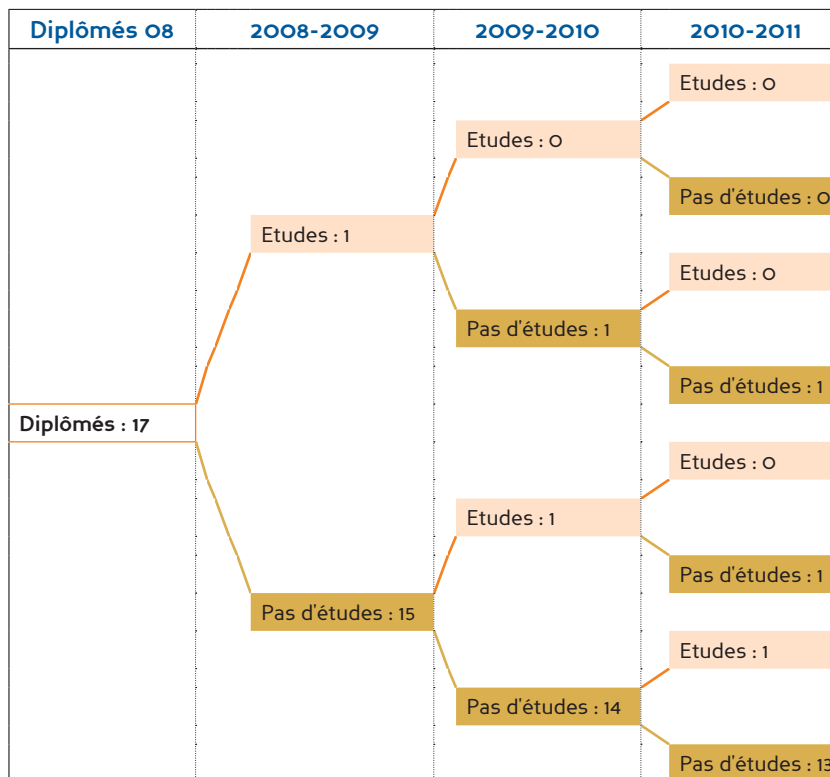 Diplômés 08 2008-2009 2009-2010 2010-2011
Etudes : 0
Etudes : 0
Pas d'études : 0
Etudes : 1
Etudes : 0
Pas d'études : 1
Pas d'études : 1
Diplômés : 17
Etudes : 0
Etudes : 1
Pas d'études : 1
Pas d'études : 15
Etudes : 1
Pas d'études : 14
Pas d'études : 13